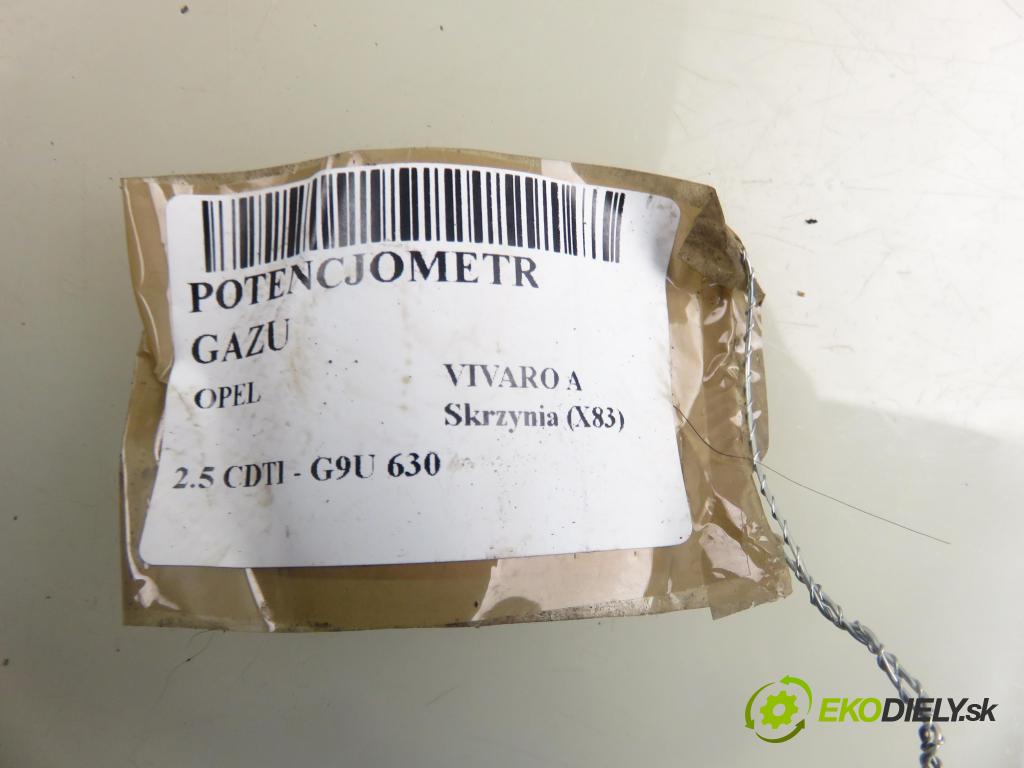 POTENCJOMETR
GAZU
OPEL
VIVARO A
Skrzynia (X83)
2.5 CDTI - G9U 630
EKODIELY.sk